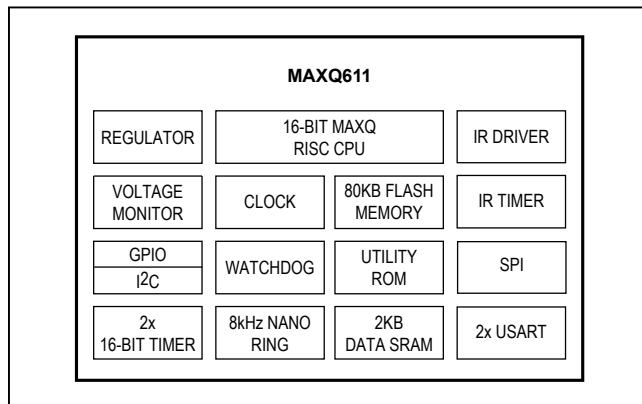 MAXQ611
REGULATOR
16-BIT MAXQ
RISC CPU
IR DRIVER
VOLTAGE
MONITOR
CLOCK
80KB FLASH
MEMORY
IR TIMER
GPIO
I2C
WATCHDOG
UTILITY
ROM
SPI
2x
16-BIT TIMER
8kHz NANO
RING
2KB
DATA SRAM
2x USART